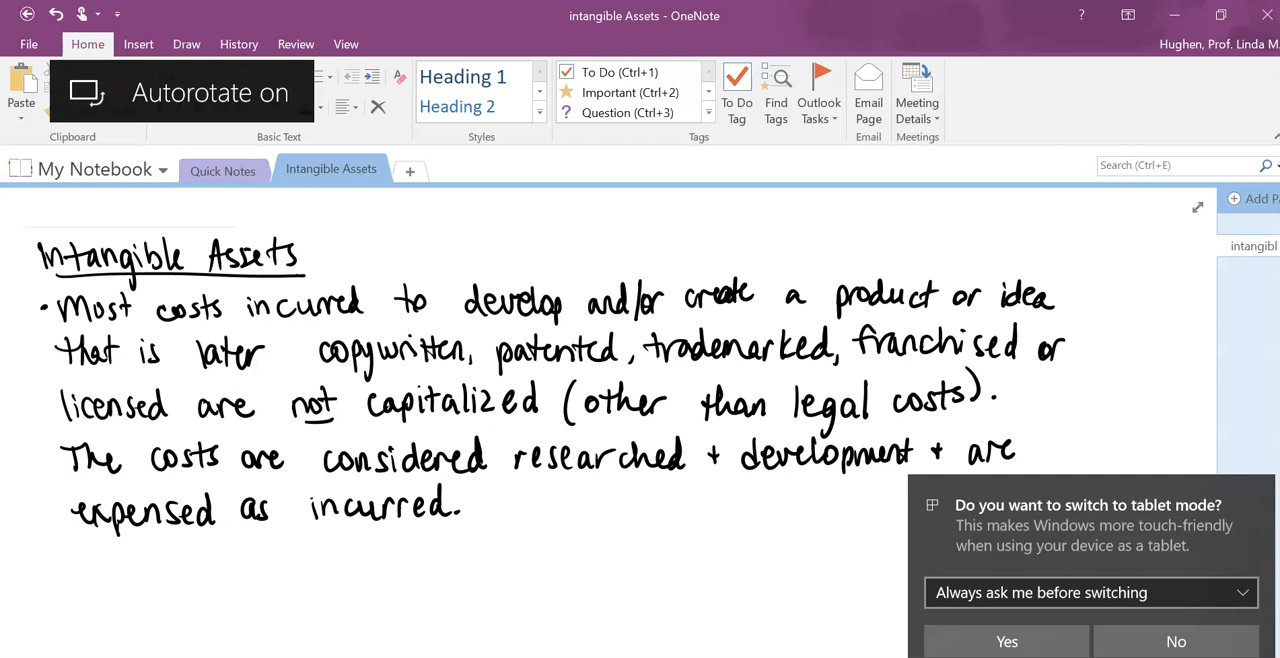 intangible Assets - OneNote
?
File Home Insert Draw History Review View
Hughen, Prof. Linda M.
Paste
Autorotate on
Clipboard
Basic Text
Heading 1
Heading 2
Styles
To Do (Ctrl+1)
Important (Ctrl+2)
? Question (Ctrl+3)
Tags
To Do Tag
Find Tags
Outlook Tasks
Email Page
Email
Meeting Details
Meetings
My Notebook
Quick Notes
Intangible Assets
+
Search (Ctrl+E)
Add Pa
intangibl
Intangible Assets
• Most costs incurred to develop and/or create a product or idea
that is later copywritten, patented, trademarked, franchised or
licensed are not capitalized (other than legal costs).
The costs are considered researched + development + are
expensed as incurred.
Do you want to switch to tablet mode?
This makes Windows more touch-friendly
when using your device as a tablet.
Always ask me before switching
Yes
No